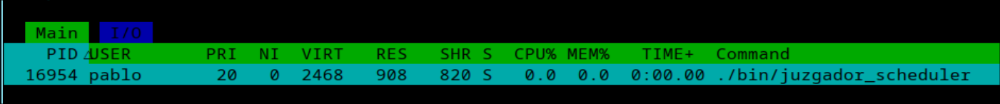 Main I/O
PID △USER PRI NI VIRT RES SHR S CPU% MEM% TIME+ Command
16954 pablo 20 0 2468 908 820 S 0.0 0.0 0:00.00 ./bin/juzgador_scheduler